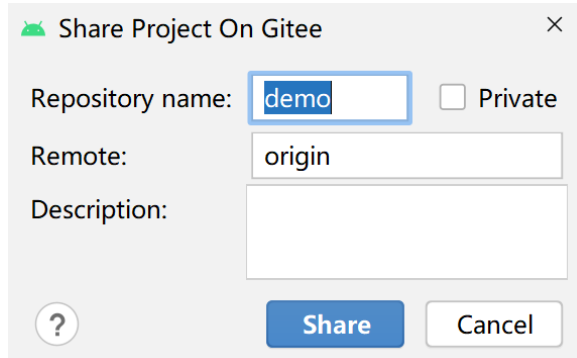 Share Project On Gitee
Repository name: demo Private
Remote: origin
Description:
? Share Cancel